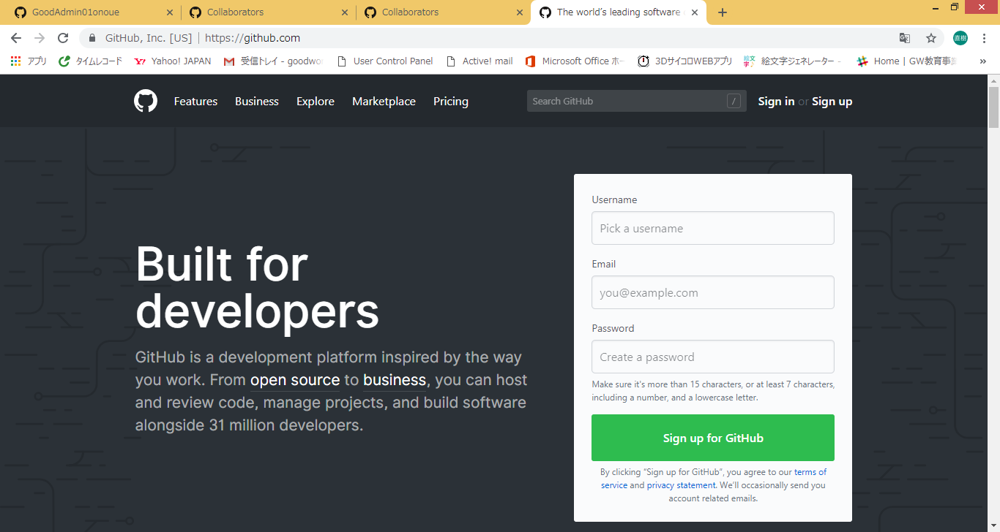 GoodAdmin01onoue
Collaborators
Collaborators
The world's leading software
GitHub, Inc. [US] | https://github.com
直樹
アプリ
タイムレコード
Yahoo! JAPAN
受信トレイ - goodwo
User Control Panel
Active! mail
Microsoft Office ホー
3DサイコロWEBアプリ
絵文字ジェネレーター -
Home | GW教育事業
»
Features Business Explore Marketplace Pricing
Search GitHub /
Sign in or Sign up
Built for
developers
GitHub is a development platform inspired by the way
you work. From open source to business, you can host
and review code, manage projects, and build software
alongside 31 million developers.
Username
Pick a username
Email
you@example.com
Password
Create a password
Make sure it's more than 15 characters, or at least 7 characters,
including a number, and a lowercase letter.
Sign up for GitHub
By clicking “Sign up for GitHub”, you agree to our terms of
service and privacy statement. We’ll occasionally send you
account related emails.